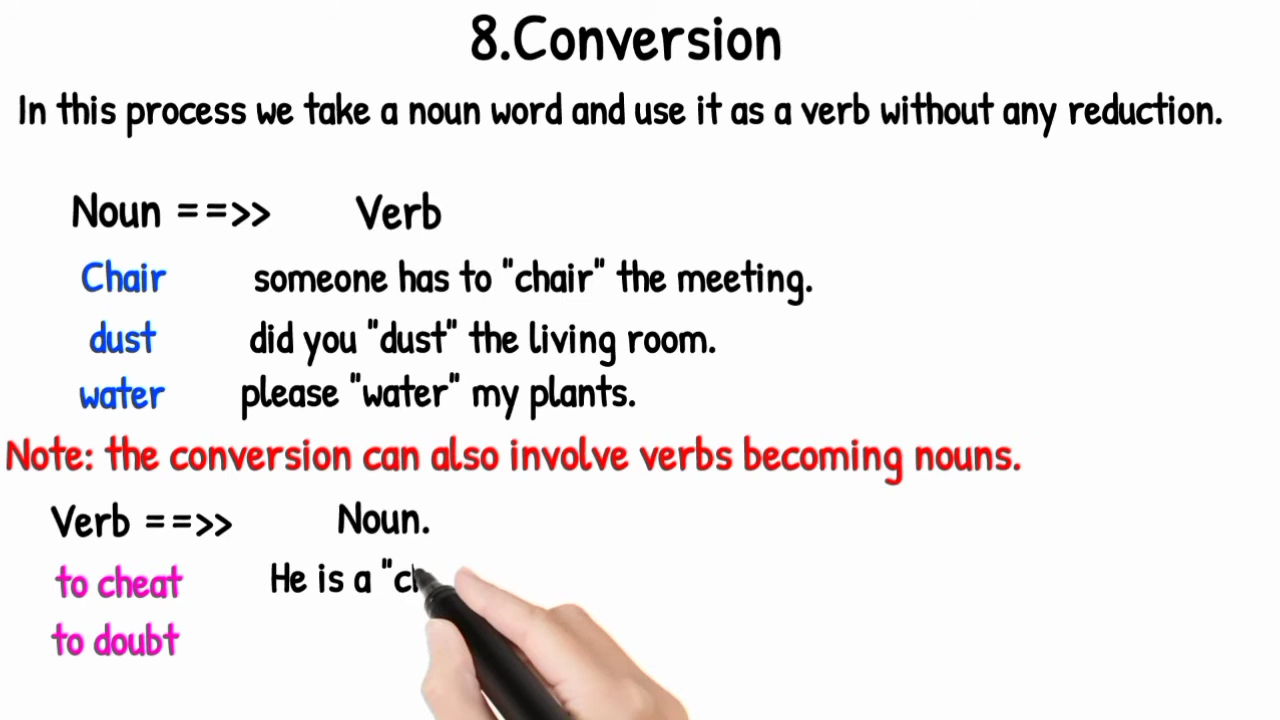 8.Conversion
In this process we take a noun word and use it as a verb without any reduction.
Noun ==>> Verb
Chair someone has to "chair" the meeting.
dust did you "dust" the living room.
water please "water" my plants.
Note: the conversion can also involve verbs becoming nouns.
Verb ==>> Noun.
to cheat He is a "c
to doubt